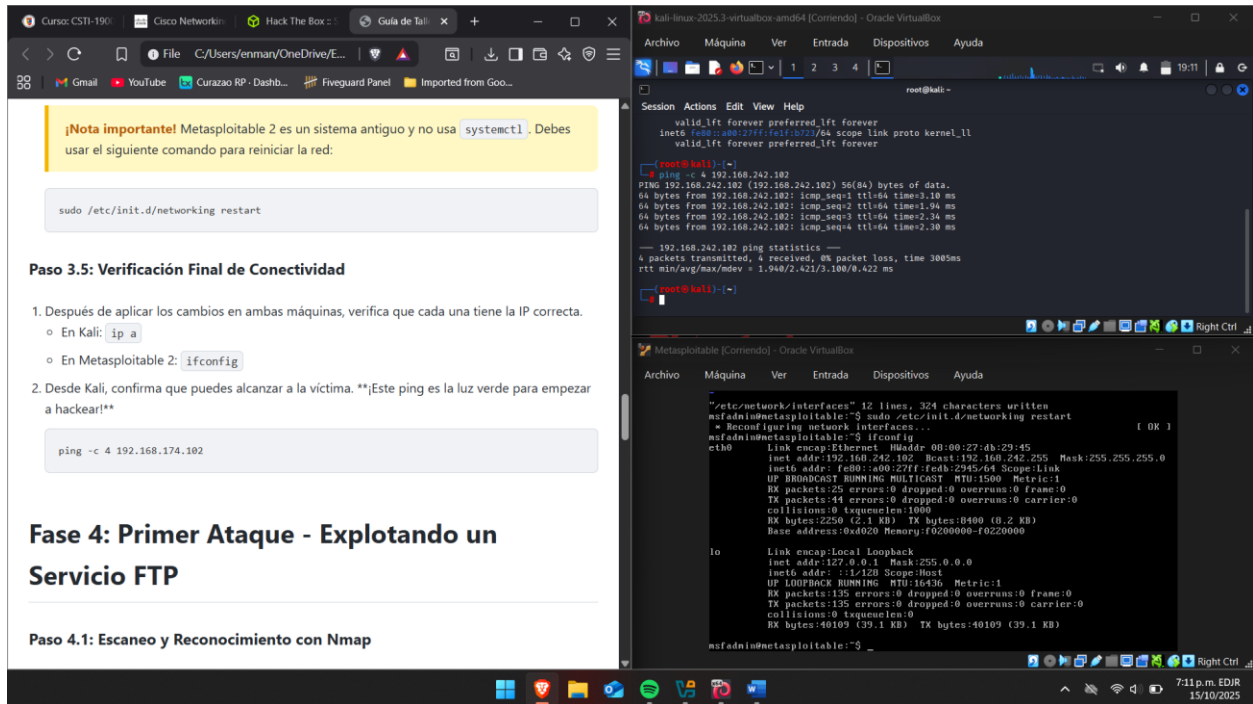 Curso: CSTI-190
Cisco Networkin
Hack The Box ::
Guía de Tall
File C:/Users/enman/OneDrive/E...
Gmail YouTube Curazao RP - Dashb... Fiveguard Panel Imported from Goo...
¡Nota importante! Metasploitable 2 es un sistema antiguo y no usa systemctl. Debes
usar el siguiente comando para reiniciar la red:
sudo /etc/init.d/networking restart
Paso 3.5: Verificación Final de Conectividad
1. Después de aplicar los cambios en ambas máquinas, verifica que cada una tiene la IP correcta.
En Kali: ip a
En Metasploitable 2: ifconfig
2. Desde Kali, confirma que puedes alcanzar a la víctima. **¡Este ping es la luz verde para empezar
a hackear!**
ping -c 4 192.168.174.102
Fase 4: Primer Ataque - Explotando un
Servicio FTP
Paso 4.1: Escaneo y Reconocimiento con Nmap
kali-linux-2025.3-virtualbox-amd64 [Corriendo] - Oracle VirtualBox
Archivo Máquina Ver Entrada Dispositivos Ayuda
1 2 3 4
19:11
root@kali: ~
Session Actions Edit View Help
valid_lft forever preferred_lft forever
inet6 fe80::a00:27ff:fe1f:b723/64 scope link proto kernel_ll
valid_lft forever preferred_lft forever
(root@kali)-[~]
# ping -c 4 192.168.242.102
PING 192.168.242.102 (192.168.242.102) 56(84) bytes of data.
64 bytes from 192.168.242.102: icmp_seq=1 ttl=64 time=3.10 ms
64 bytes from 192.168.242.102: icmp_seq=2 ttl=64 time=1.94 ms
64 bytes from 192.168.242.102: icmp_seq=3 ttl=64 time=2.34 ms
64 bytes from 192.168.242.102: icmp_seq=4 ttl=64 time=2.30 ms
— 192.168.242.102 ping statistics —
4 packets transmitted, 4 received, 0% packet loss, time 3005ms
rtt min/avg/max/mdev = 1.940/2.421/3.100/0.422 ms
(root@kali)-[~]
#
Right Ctrl
Metasploitable [Corriendo] - Oracle VirtualBox
Archivo Máquina Ver Entrada Dispositivos Ayuda
~
"/etc/network/interfaces" 12 lines, 324 characters written
msfadmin@metasploitable:~$ sudo /etc/init.d/networking restart
* Reconfiguring network interfaces... [ OK ]
msfadmin@metasploitable:~$ ifconfig
eth0 Link encap:Ethernet HWaddr 08:00:27:db:29:45
inet addr:192.168.242.102 Bcast:192.168.242.255 Mask:255.255.255.0
inet6 addr: fe80::a00:27ff:fedb:2945/64 Scope:Link
UP BROADCAST RUNNING MULTICAST MTU:1500 Metric:1
RX packets:25 errors:0 dropped:0 overruns:0 frame:0
TX packets:44 errors:0 dropped:0 overruns:0 carrier:0
collisions:0 txqueuelen:1000
RX bytes:2250 (2.1 KB) TX bytes:8400 (8.2 KB)
Base address:0xd020 Memory:f0200000-f0220000
lo Link encap:Local Loopback
inet addr:127.0.0.1 Mask:255.0.0.0
inet6 addr: ::1/128 Scope:Host
UP LOOPBACK RUNNING MTU:16436 Metric:1
RX packets:135 errors:0 dropped:0 overruns:0 frame:0
TX packets:135 errors:0 dropped:0 overruns:0 carrier:0
collisions:0 txqueuelen:0
RX bytes:40109 (39.1 KB) TX bytes:40109 (39.1 KB)
msfadmin@metasploitable:~$ _
Right Ctrl
7:11 p.m. EDJR
15/10/2025